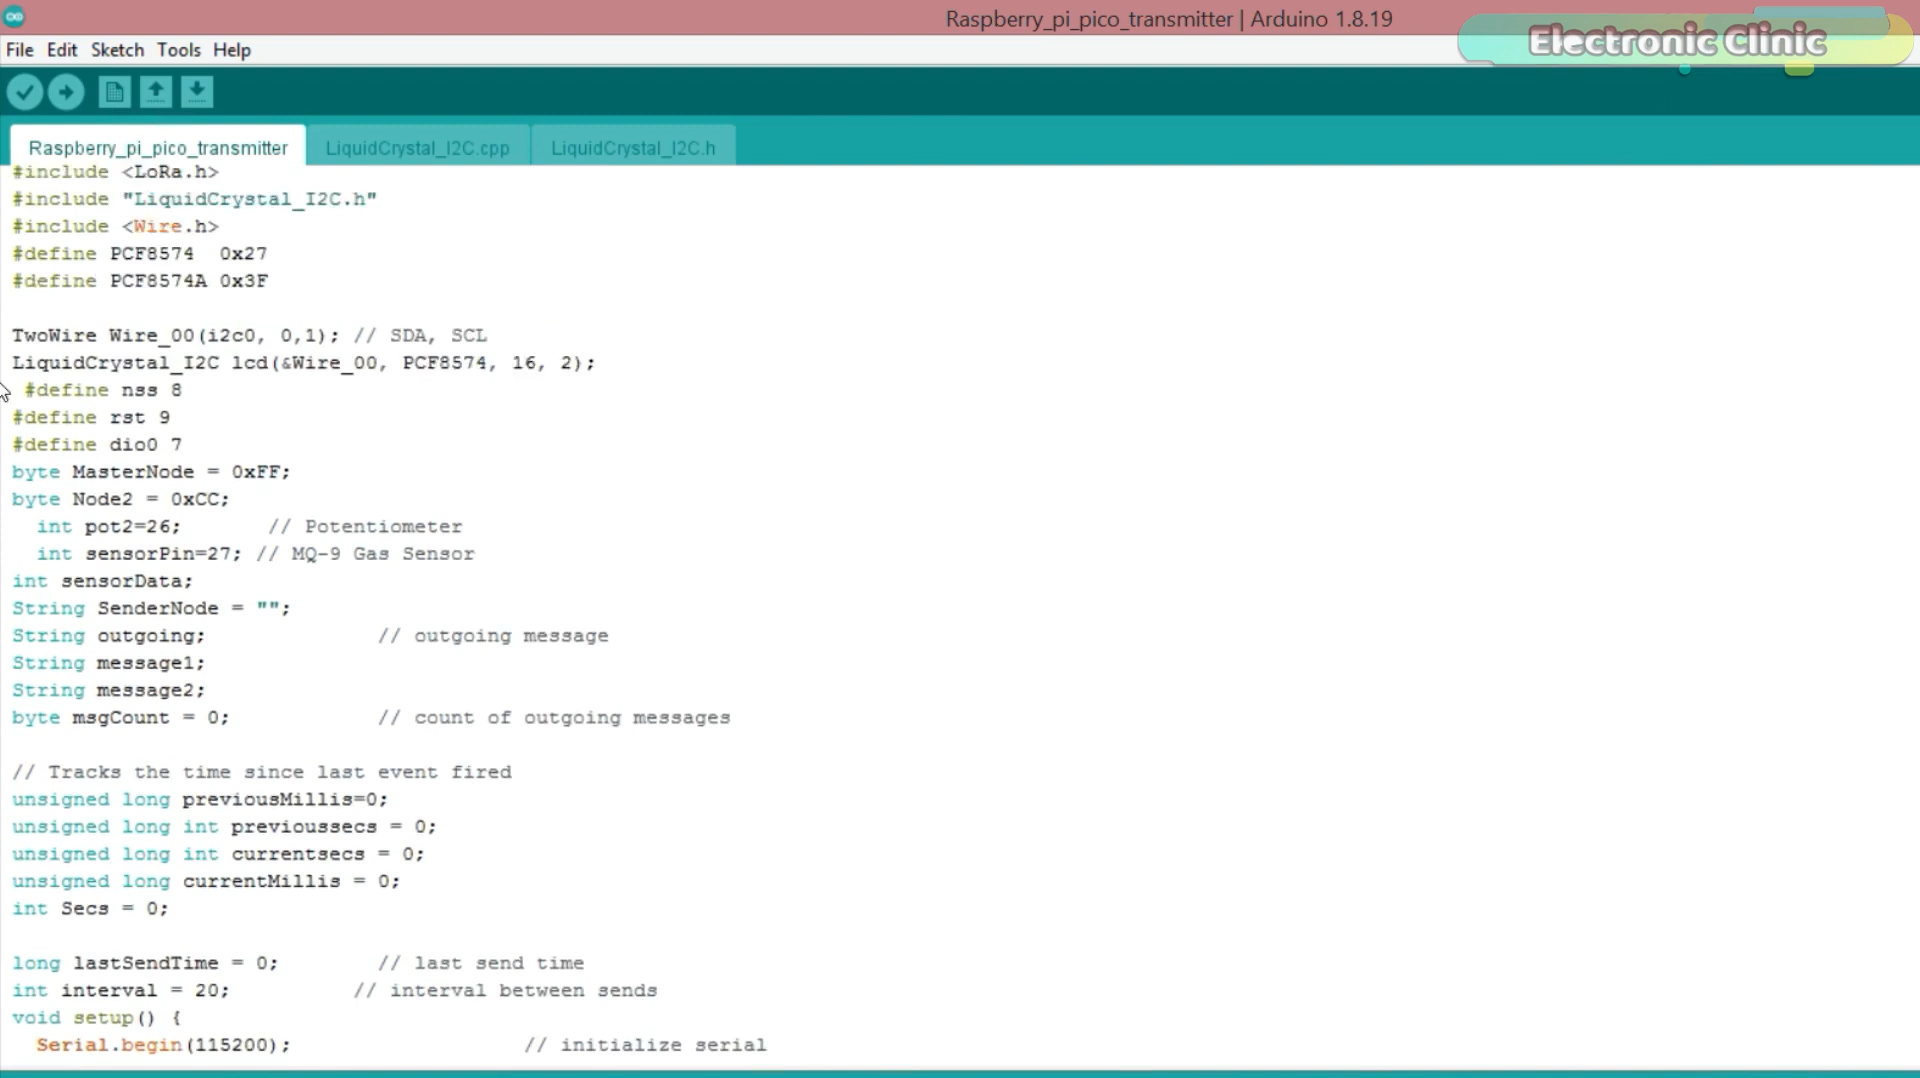 Raspberry_pi_pico_transmitter | Arduino 1.8.19
Electronic Clinic
File Edit Sketch Tools Help
Raspberry_pi_pico_transmitter LiquidCrystal_I2C.cpp LiquidCrystal_I2C.h
#include <LoRa.h>
#include "LiquidCrystal_I2C.h"
#include <Wire.h>
#define PCF8574  0x27
#define PCF8574A 0x3F
TwoWire Wire_00(i2c0, 0,1); // SDA, SCL
LiquidCrystal_I2C lcd(&Wire_00, PCF8574, 16, 2);
#define nss 8
#define rst 9
#define dio0 7
byte MasterNode = 0xFF;
byte Node2 = 0xCC;
int pot2=26;       // Potentiometer
int sensorPin=27; // MQ-9 Gas Sensor
int sensorData;
String SenderNode = "";
String outgoing;              // outgoing message
String message1;
String message2;
byte msgCount = 0;            // count of outgoing messages
// Tracks the time since last event fired
unsigned long previousMillis=0;
unsigned long int previoussecs = 0;
unsigned long int currentsecs = 0;
unsigned long currentMillis = 0;
int Secs = 0;
long lastSendTime = 0;        // last send time
int interval = 20;          // interval between sends
void setup() {
Serial.begin(115200);                   // initialize serial